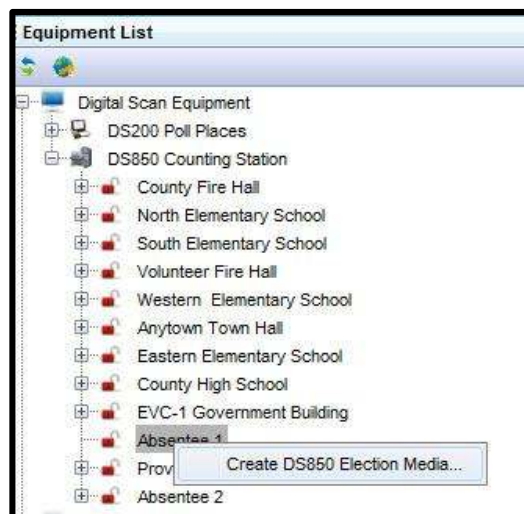 Equipment List
Digital Scan Equipment
DS200 Poll Places
DS850 Counting Station
County Fire Hall
North Elementary School
South Elementary School
Volunteer Fire Hall
Western Elementary School
Anytown Town Hall
Eastern Elementary School
County High School
EVC-1 Government Building
Absentee 1
Create DS850 Election Media...
Prov
Absentee 2